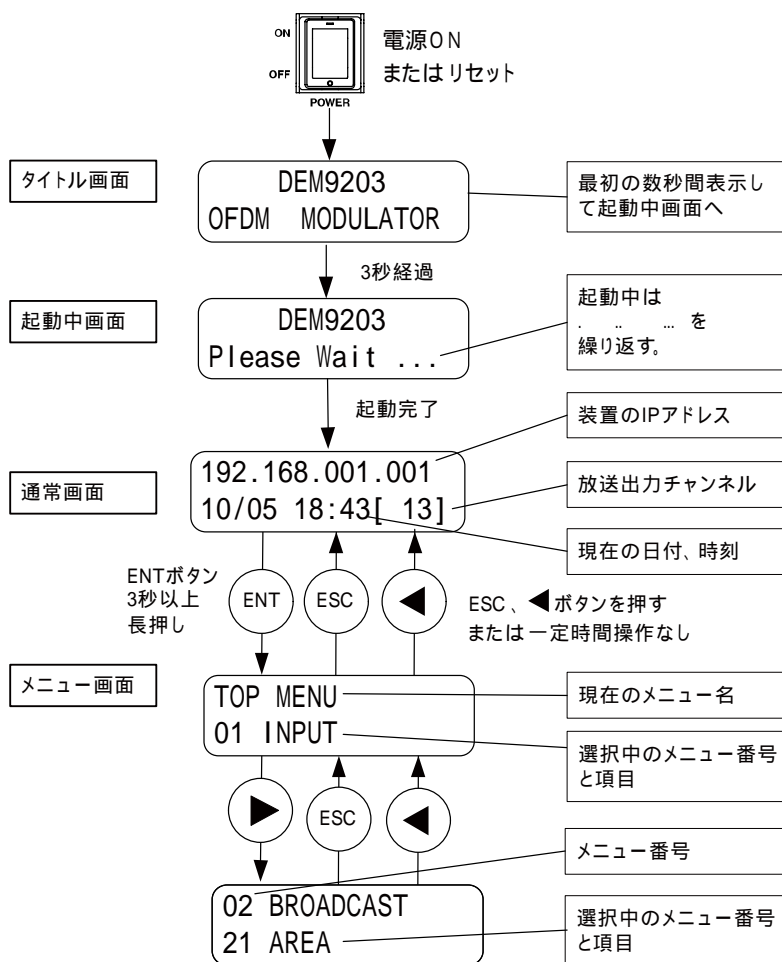 ON
OFF
POWER
電源ON
またはリセット
タイトル画面
DEM9203
OFDM MODULATOR
最初の数秒間表示し
て起動中画面へ
3秒経過
起動中画面
DEM9203
Please Wait ...
起動中は
. .. ... を
繰り返す。
起動完了
装置のIPアドレス
通常画面
192.168.001.001
10/05 18:43[ 13]
放送出力チャンネル
現在の日付、時刻
ENTボタン
3秒以上
長押し
ENT
ESC
◀
ESC、◀ボタンを押す
または一定時間操作なし
メニュー画面
TOP MENU
01 INPUT
現在のメニュー名
選択中のメニュー番号
と項目
▶
ESC
◀
メニュー番号
02 BROADCAST
21 AREA
選択中のメニュー番号
と項目